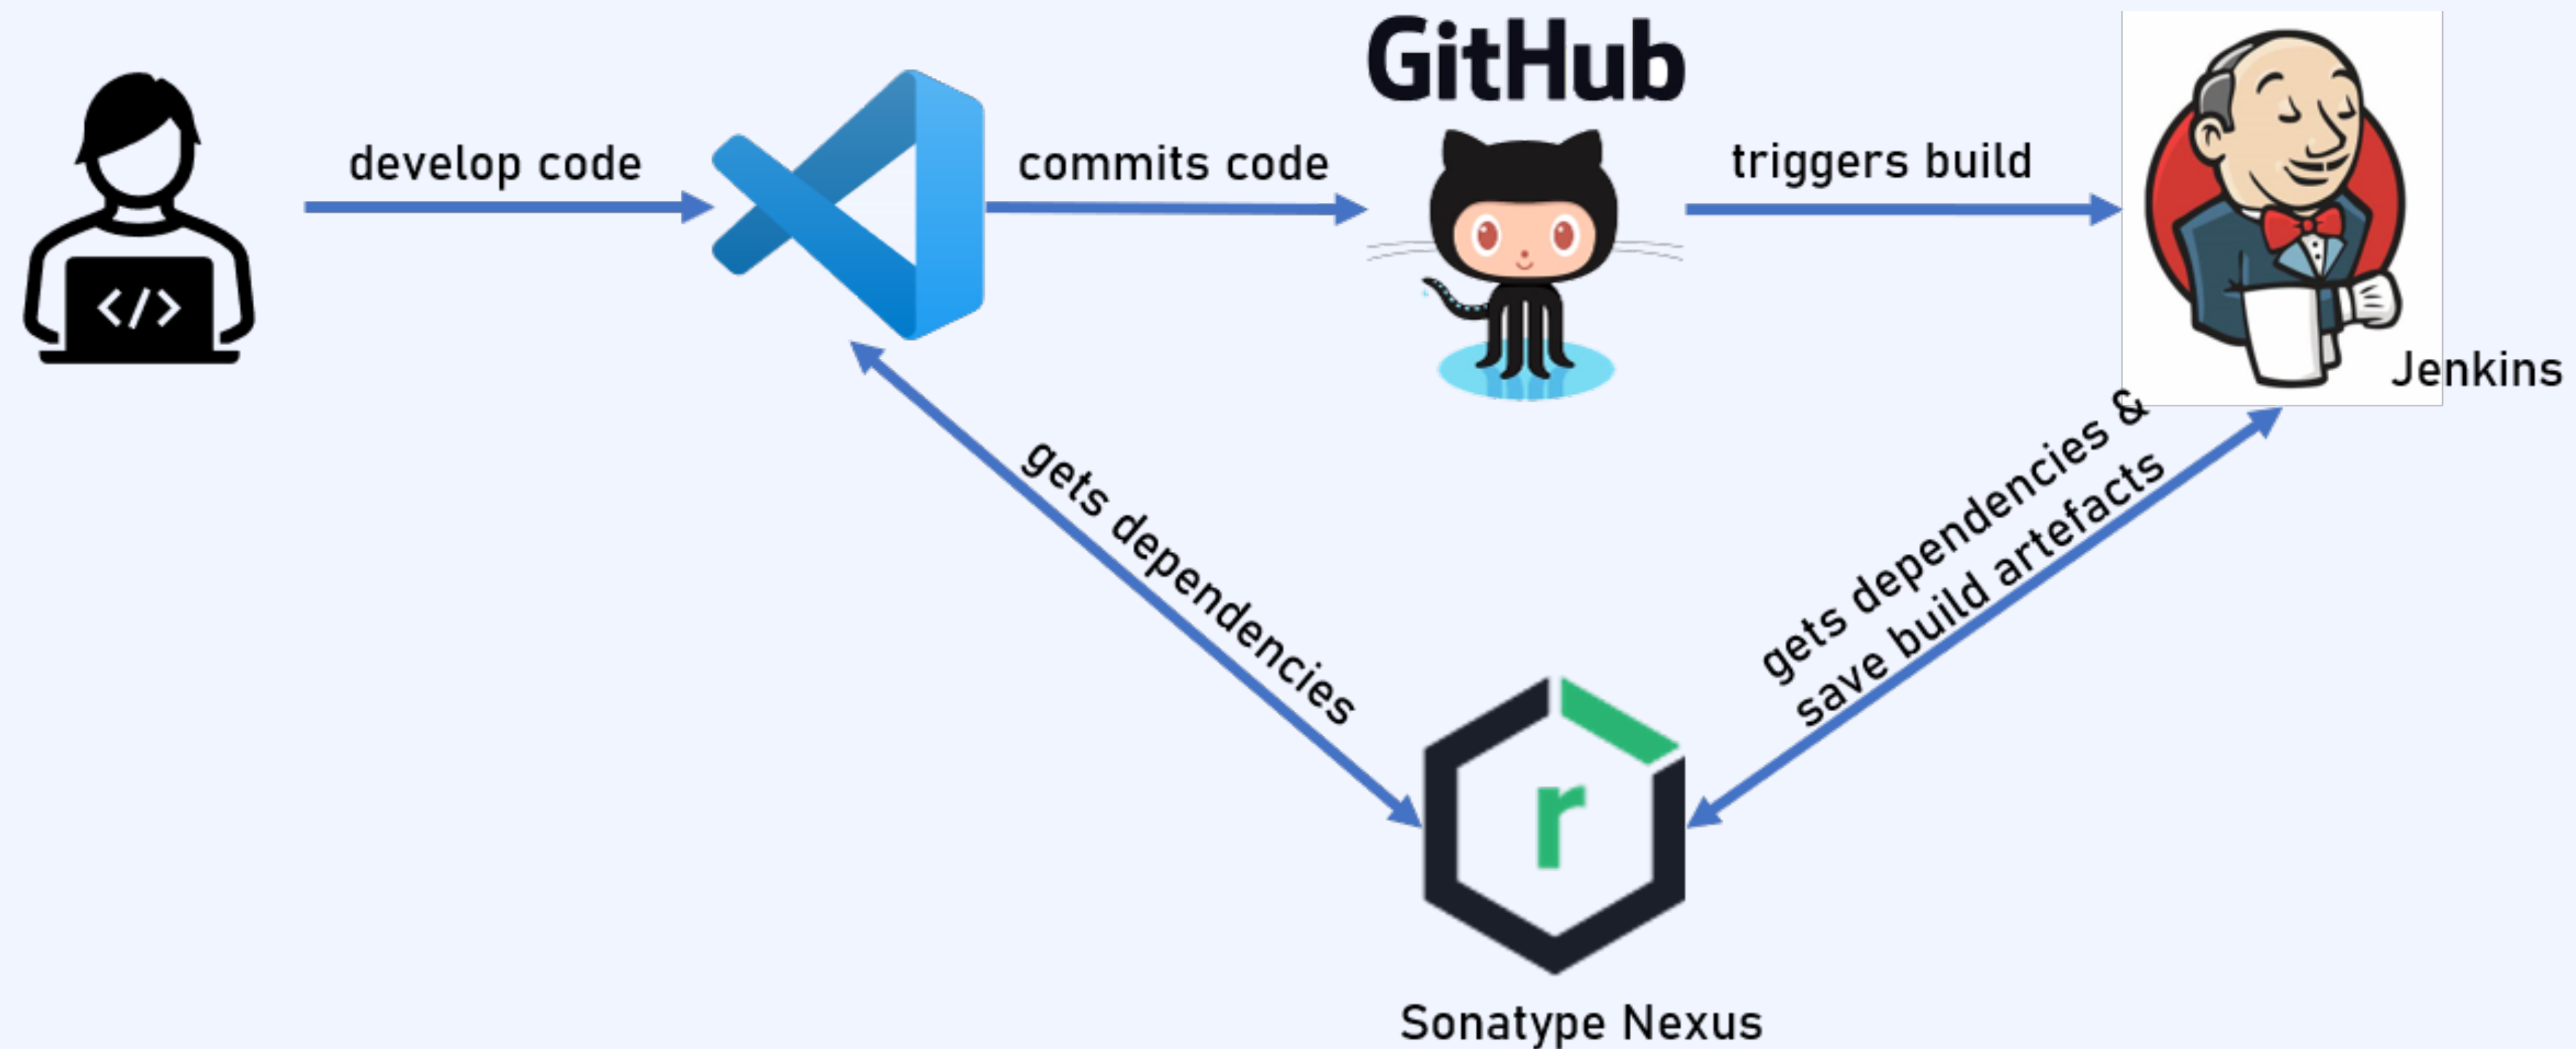 GitHub
develop code
commits code
triggers build
</>
Jenkins
gets dependencies
gets dependencies &
save build artefacts
r
Sonatype Nexus